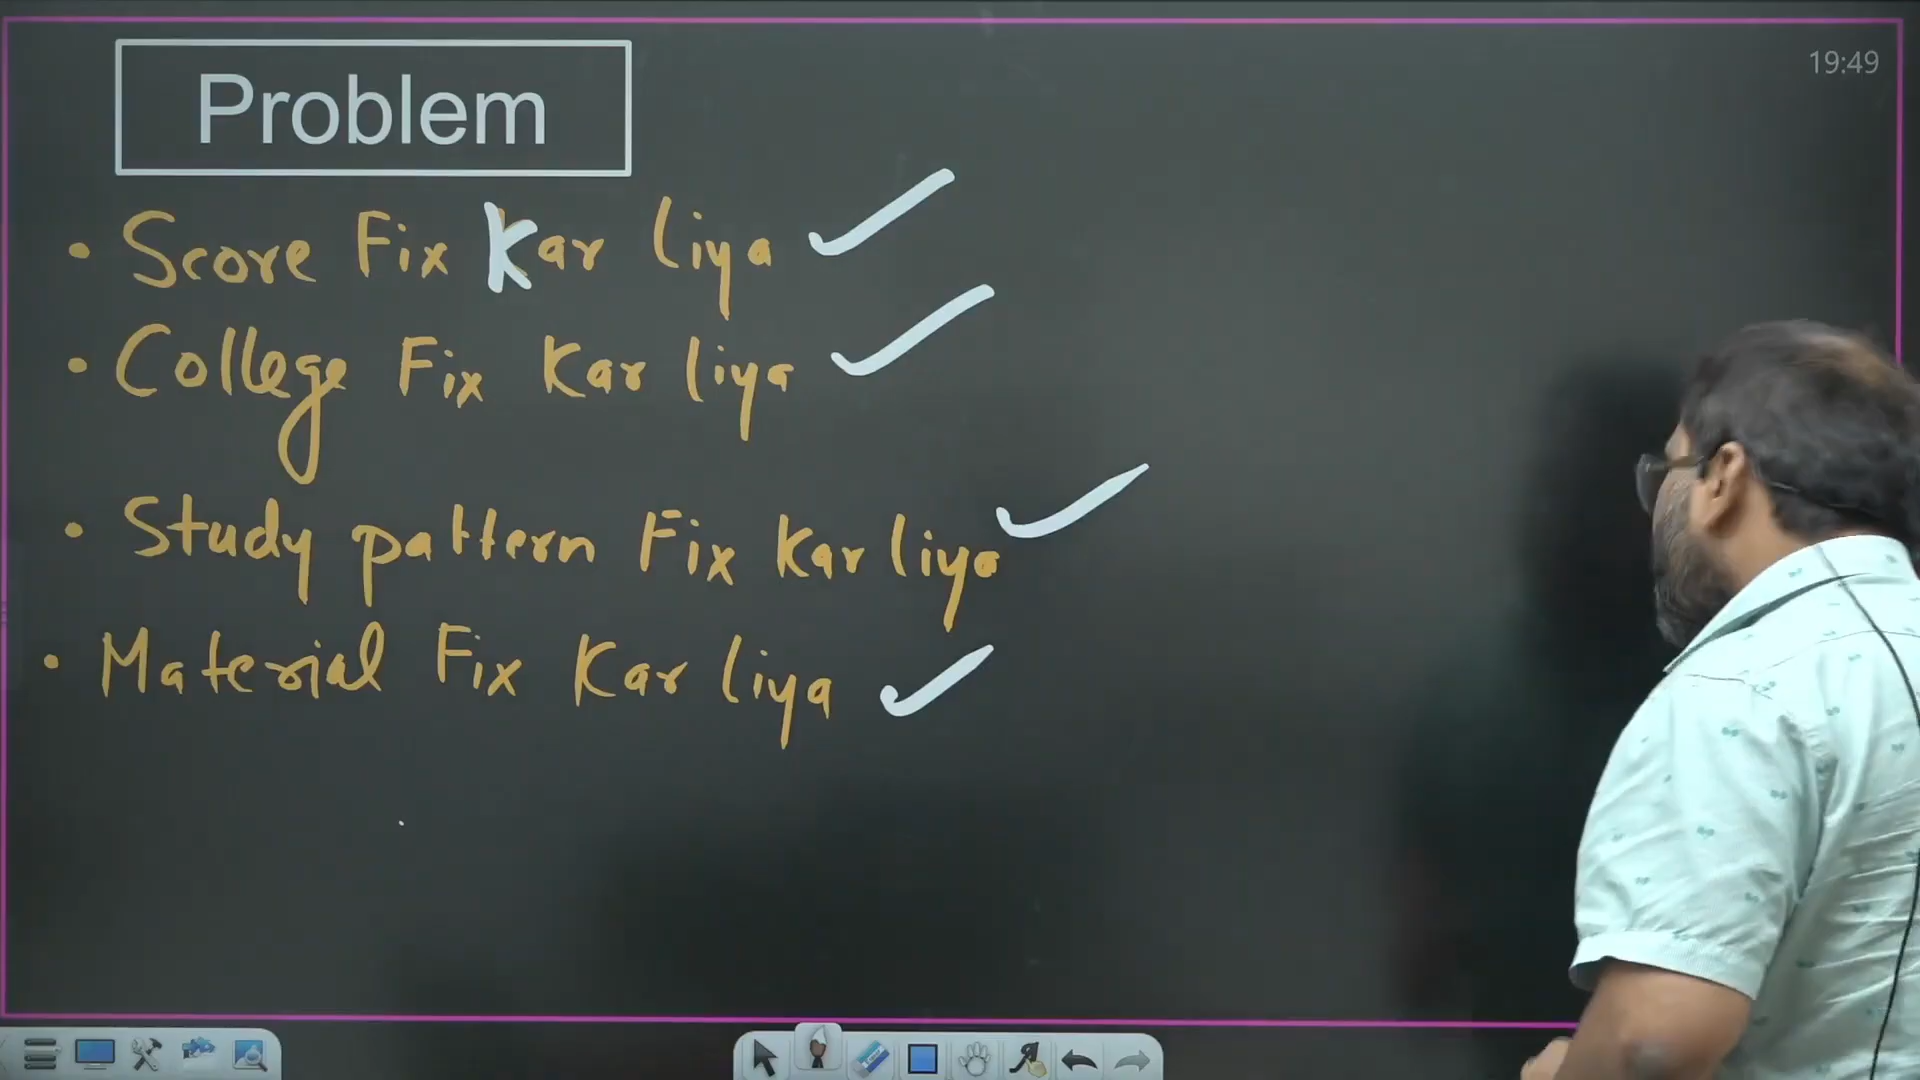 Problem
19:49
• Score Fix Kar liya ✓
• College Fix Kar liya ✓
• Study pattern Fix Kar liya ✓
• Material Fix Kar liya ✓